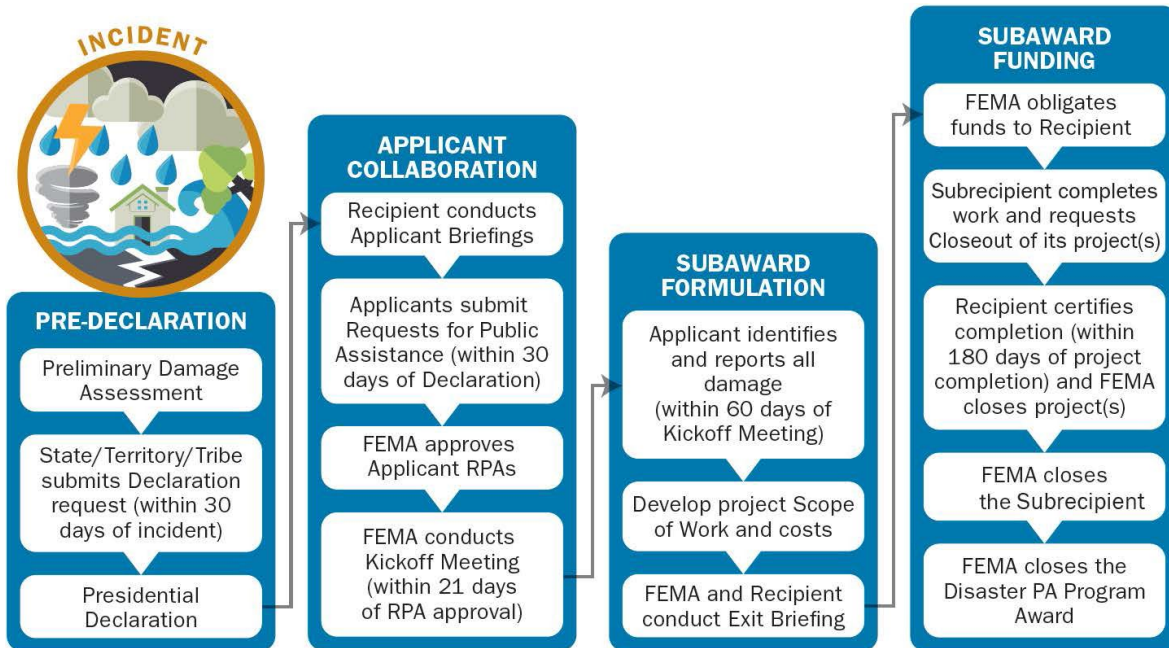 INCIDENT
PRE-DECLARATION
Preliminary Damage
Assessment
State/Territory/Tribe
submits Declaration
request (within 30
days of incident)
Presidential
Declaration
APPLICANT
COLLABORATION
Recipient conducts
Applicant Briefings
Applicants submit
Requests for Public
Assistance (within 30
days of Declaration)
FEMA approves
Applicant RPAs
FEMA conducts
Kickoff Meeting
(within 21 days
of RPA approval)
SUBAWARD
FORMULATION
Applicant identifies
and reports all
damage
(within 60 days of
Kickoff Meeting)
Develop project Scope
of Work and costs
FEMA and Recipient
conduct Exit Briefing
SUBAWARD
FUNDING
FEMA obligates
funds to Recipient
Subrecipient completes
work and requests
Closeout of its project(s)
Recipient certifies
completion (within
180 days of project
completion) and FEMA
closes project(s)
FEMA closes
the Subrecipient
FEMA closes the
Disaster PA Program
Award